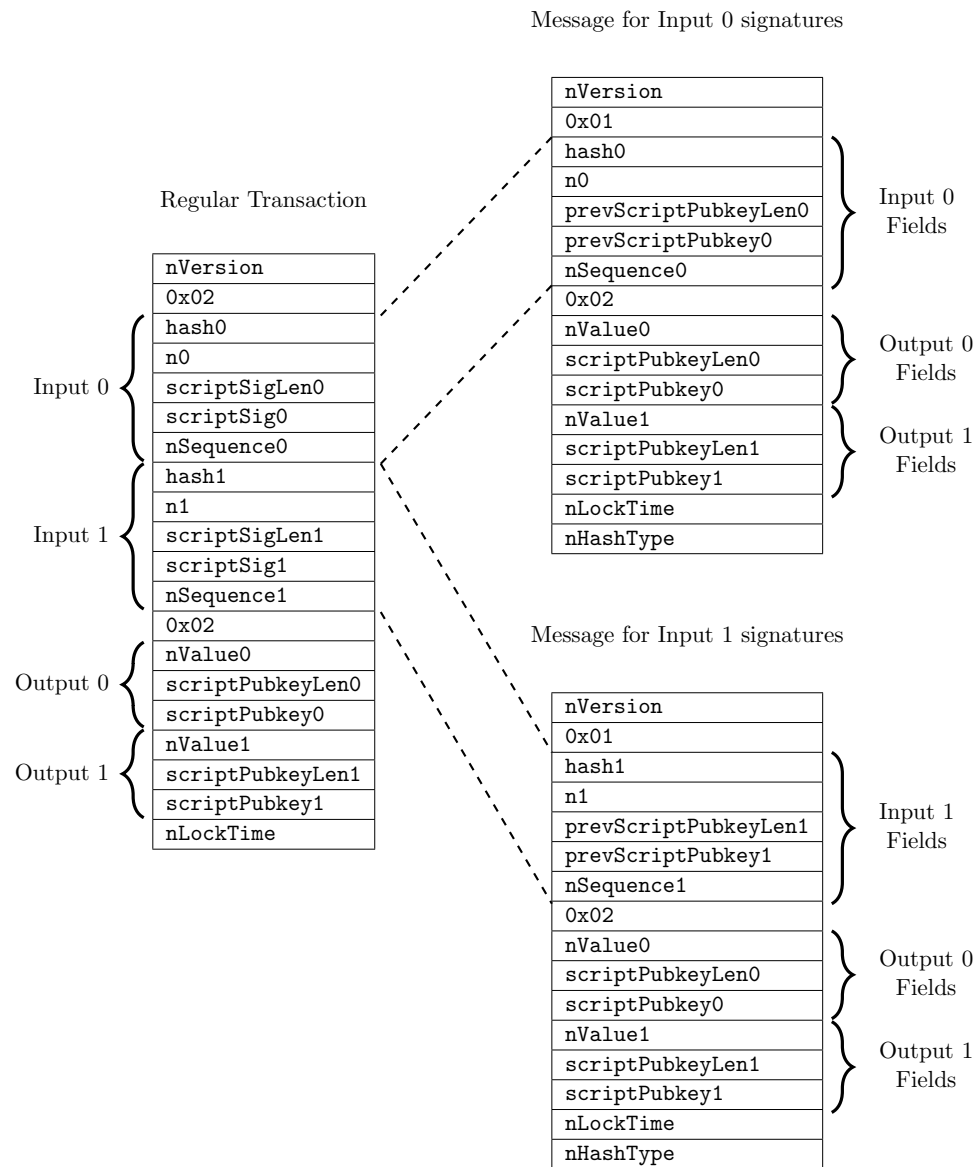 Message for Input 0 signatures
nVersion
0x01
hash0
n0
prevScriptPubkeyLen0
prevScriptPubkey0
nSequence0
0x02
nValue0
scriptPubkeyLen0
scriptPubkey0
nValue1
scriptPubkeyLen1
scriptPubkey1
nLockTime
nHashType
Input 0
Fields
Output 0
Fields
Output 1
Fields
Regular Transaction
nVersion
0x02
hash0
n0
scriptSigLen0
scriptSig0
nSequence0
hash1
n1
scriptSigLen1
scriptSig1
nSequence1
0x02
nValue0
scriptPubkeyLen0
scriptPubkey0
nValue1
scriptPubkeyLen1
scriptPubkey1
nLockTime
Input 0
Input 1
Output 0
Output 1
Message for Input 1 signatures
nVersion
0x01
hash1
n1
prevScriptPubkeyLen1
prevScriptPubkey1
nSequence1
0x02
nValue0
scriptPubkeyLen0
scriptPubkey0
nValue1
scriptPubkeyLen1
scriptPubkey1
nLockTime
nHashType
Input 1
Fields
Output 0
Fields
Output 1
Fields